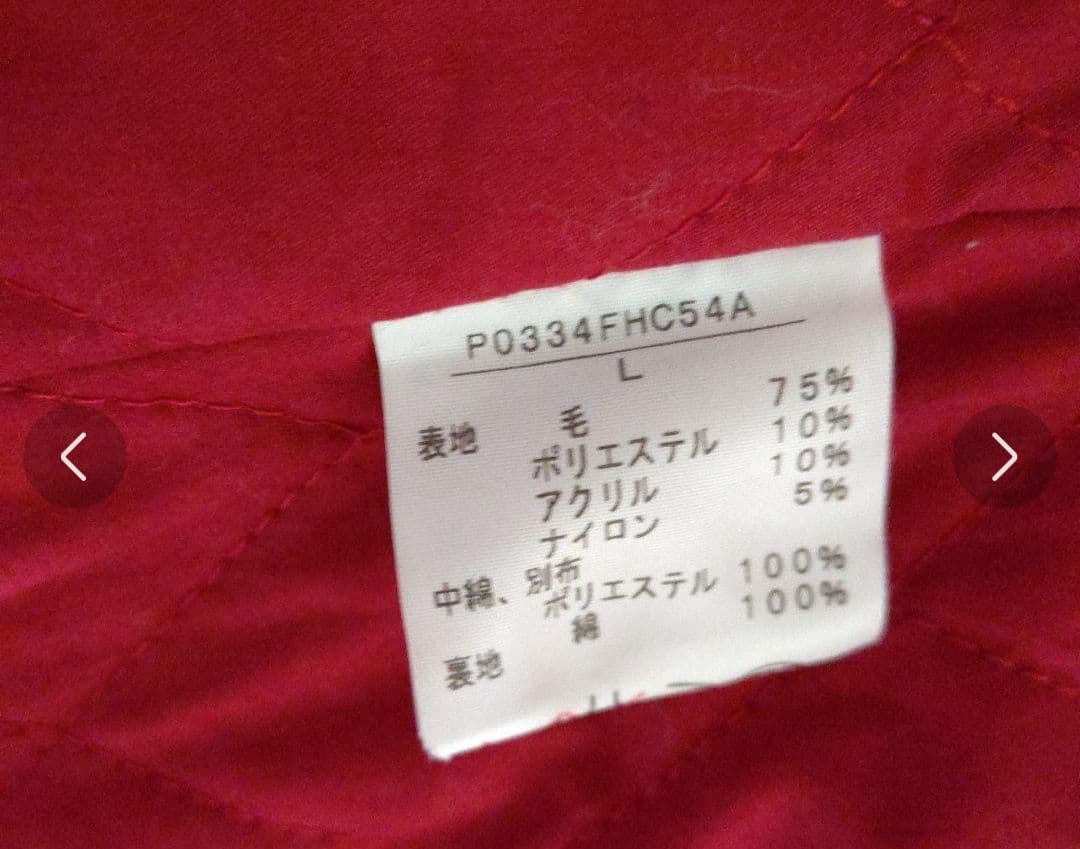 P0334FHC54A
L
表地 毛 75%
ポリエステル 10%
アクリル 10%
ナイロン 5%
中綿、別布
ポリエステル 100%
裏地 綿 100%